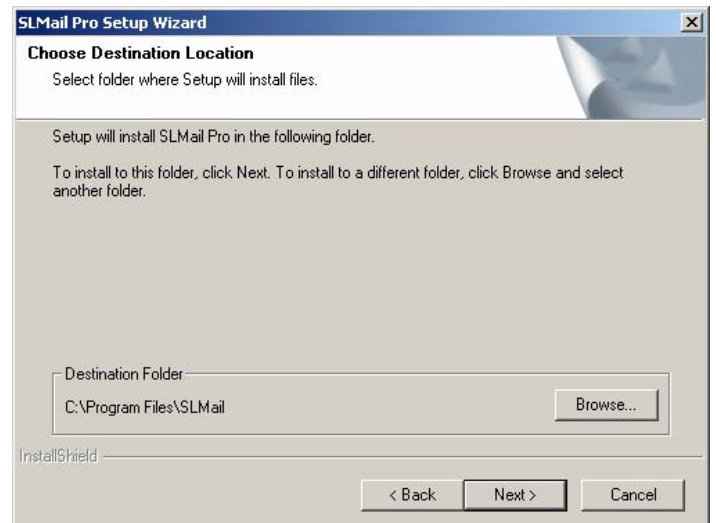 SLMail Pro Setup Wizard
Choose Destination Location
Select folder where Setup will install files.
Setup will install SLMail Pro in the following folder.
To install to this folder, click Next. To install to a different folder, click Browse and select
another folder.
Destination Folder
C:\Program Files\SLMail
Browse...
InstallShield
< Back
Next >
Cancel